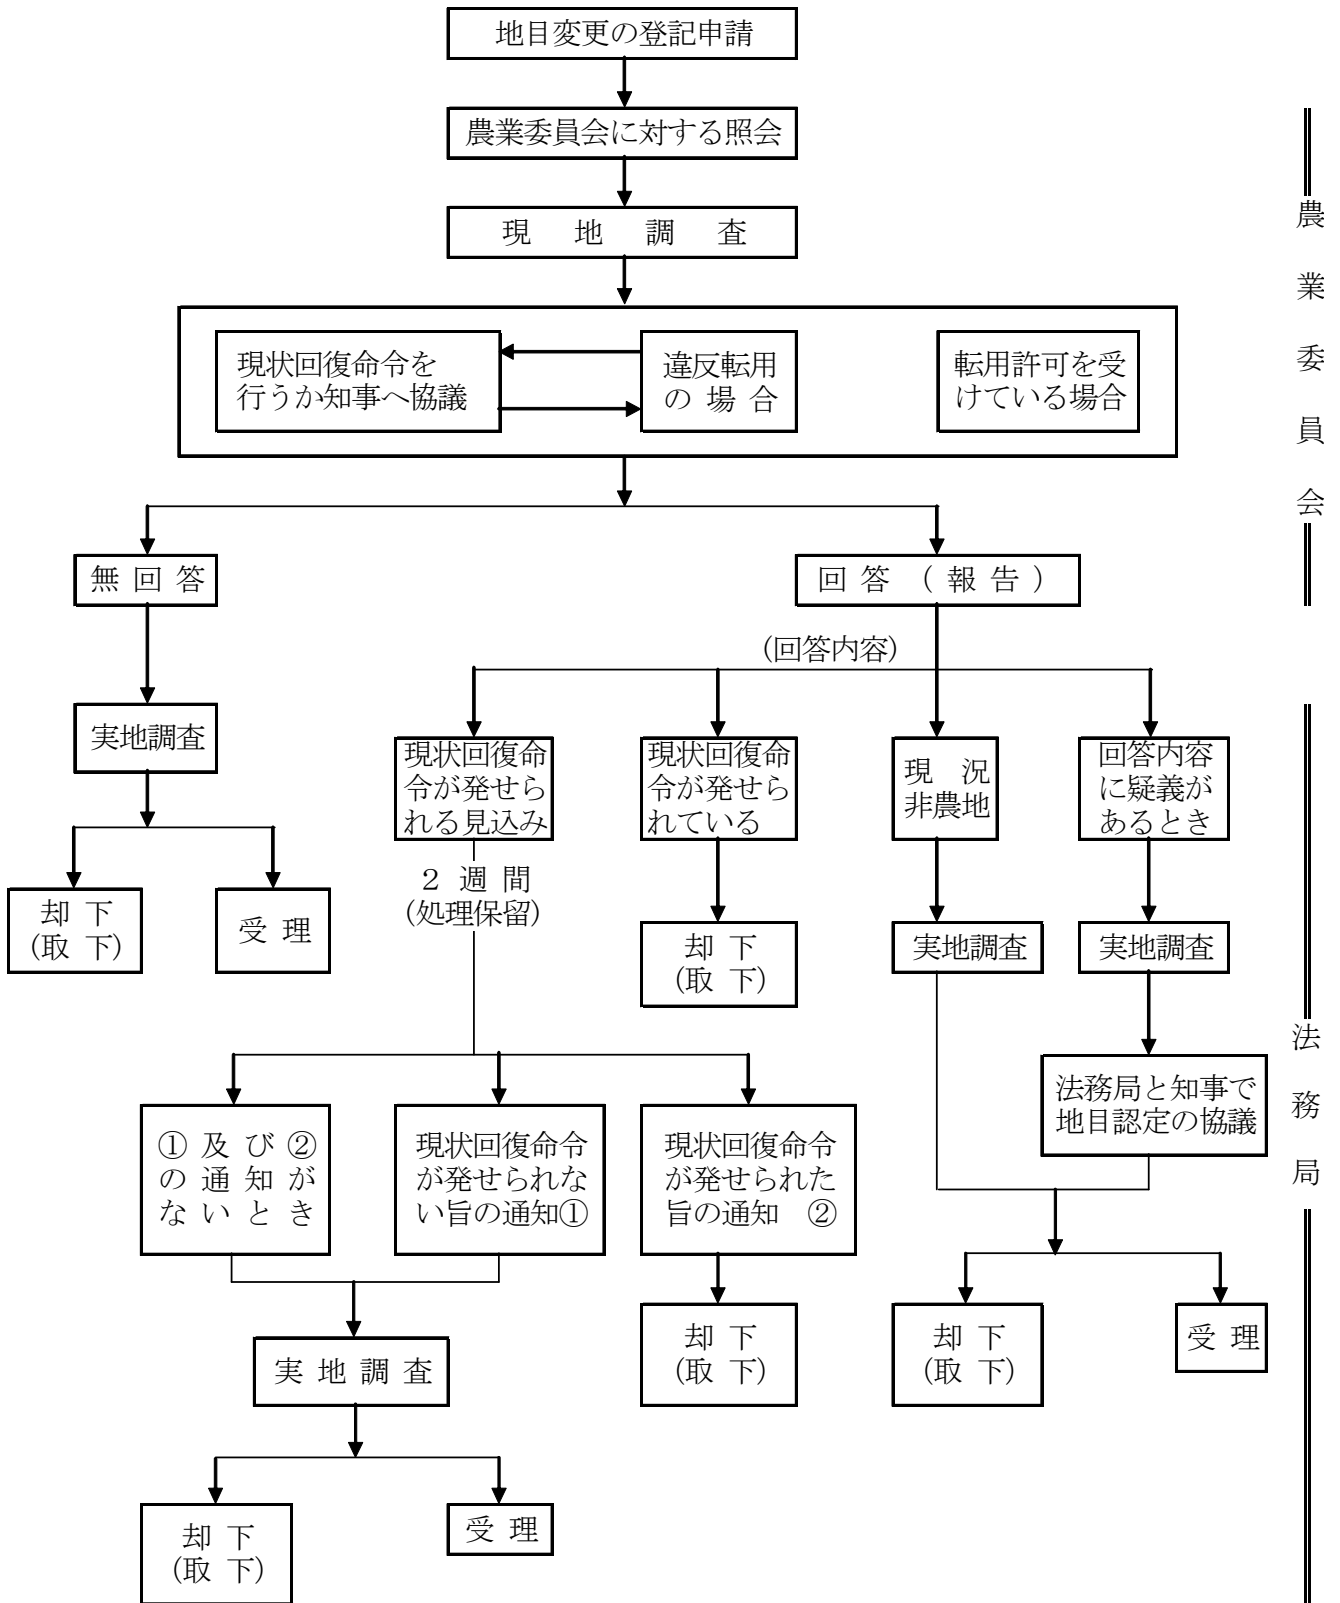 地目変更の登記申請
農業委員会に対する照会
現地調査
現状回復命令を
行うか知事へ協議
違反転用
の場合
転用許可を受
けている場合
農業委員会
無回答
回答（報告）
(回答内容)
実地調査
却下
(取下)
受理
現状回復命
令が発せら
れる見込み
現状回復命
令が発せら
れている
現況
非農地
回答内容
に疑義が
あるとき
２週間
(処理保留)
却下
(取下)
実地調査
実地調査
法務局と知事で
地目認定の協議
法務局
①及び②
の通知が
ないとき
現状回復命令
が発せられな
い旨の通知①
現状回復命令
が発せられた
旨の通知　②
却下
(取下)
却下
(取下)
受理
実地調査
却下
(取下)
受理